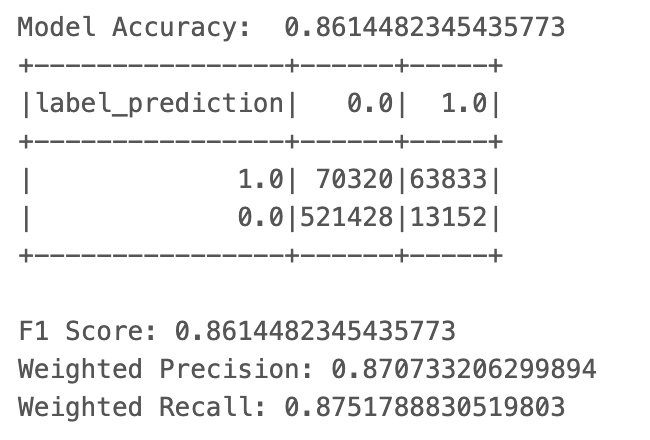 Model Accuracy:  0.8614482345435773
+----------------+------+-----+
|label_prediction|   0.0|  1.0|
+----------------+------+-----+
|             1.0| 70320|63833|
|             0.0|521428|13152|
+----------------+------+-----+
F1 Score: 0.8614482345435773
Weighted Precision: 0.870733206299894
Weighted Recall: 0.8751788830519803